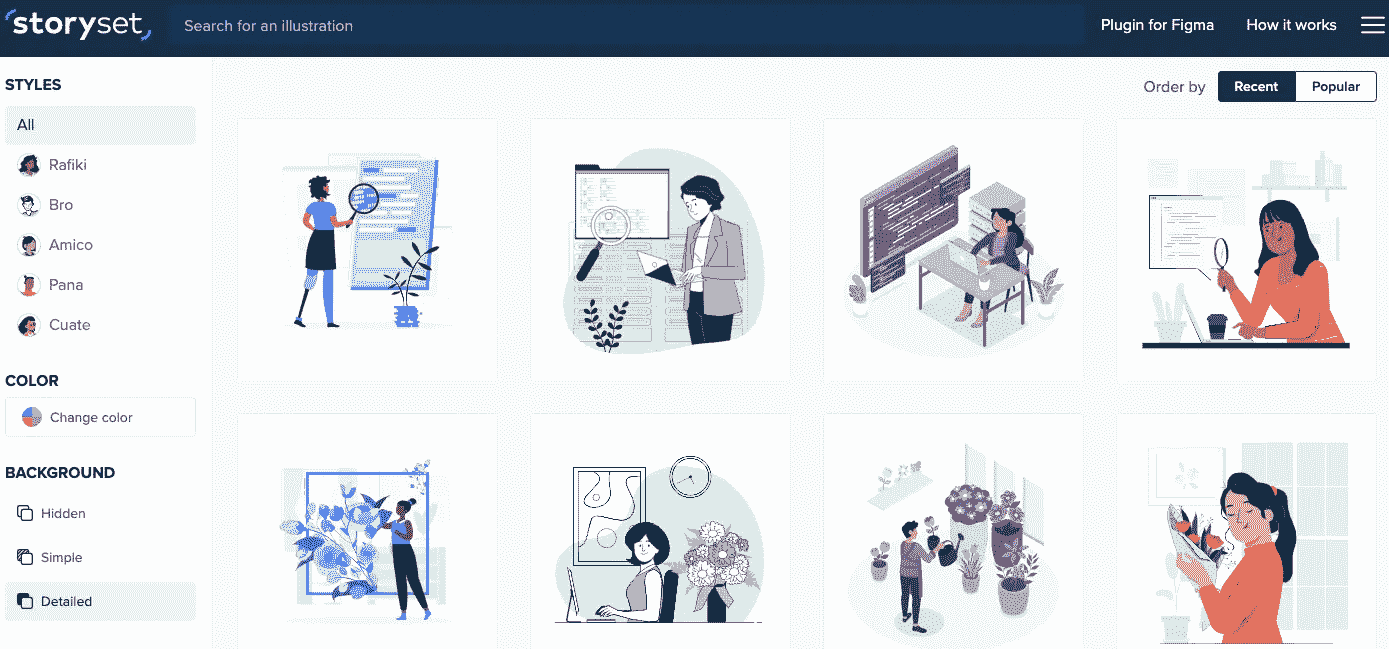 storyset
Search for an illustration
Plugin for Figma
How it works
STYLES
All
Rafiki
Bro
Amico
Pana
Cuate
COLOR
Change color
BACKGROUND
Hidden
Simple
Detailed
Order by
Recent
Popular